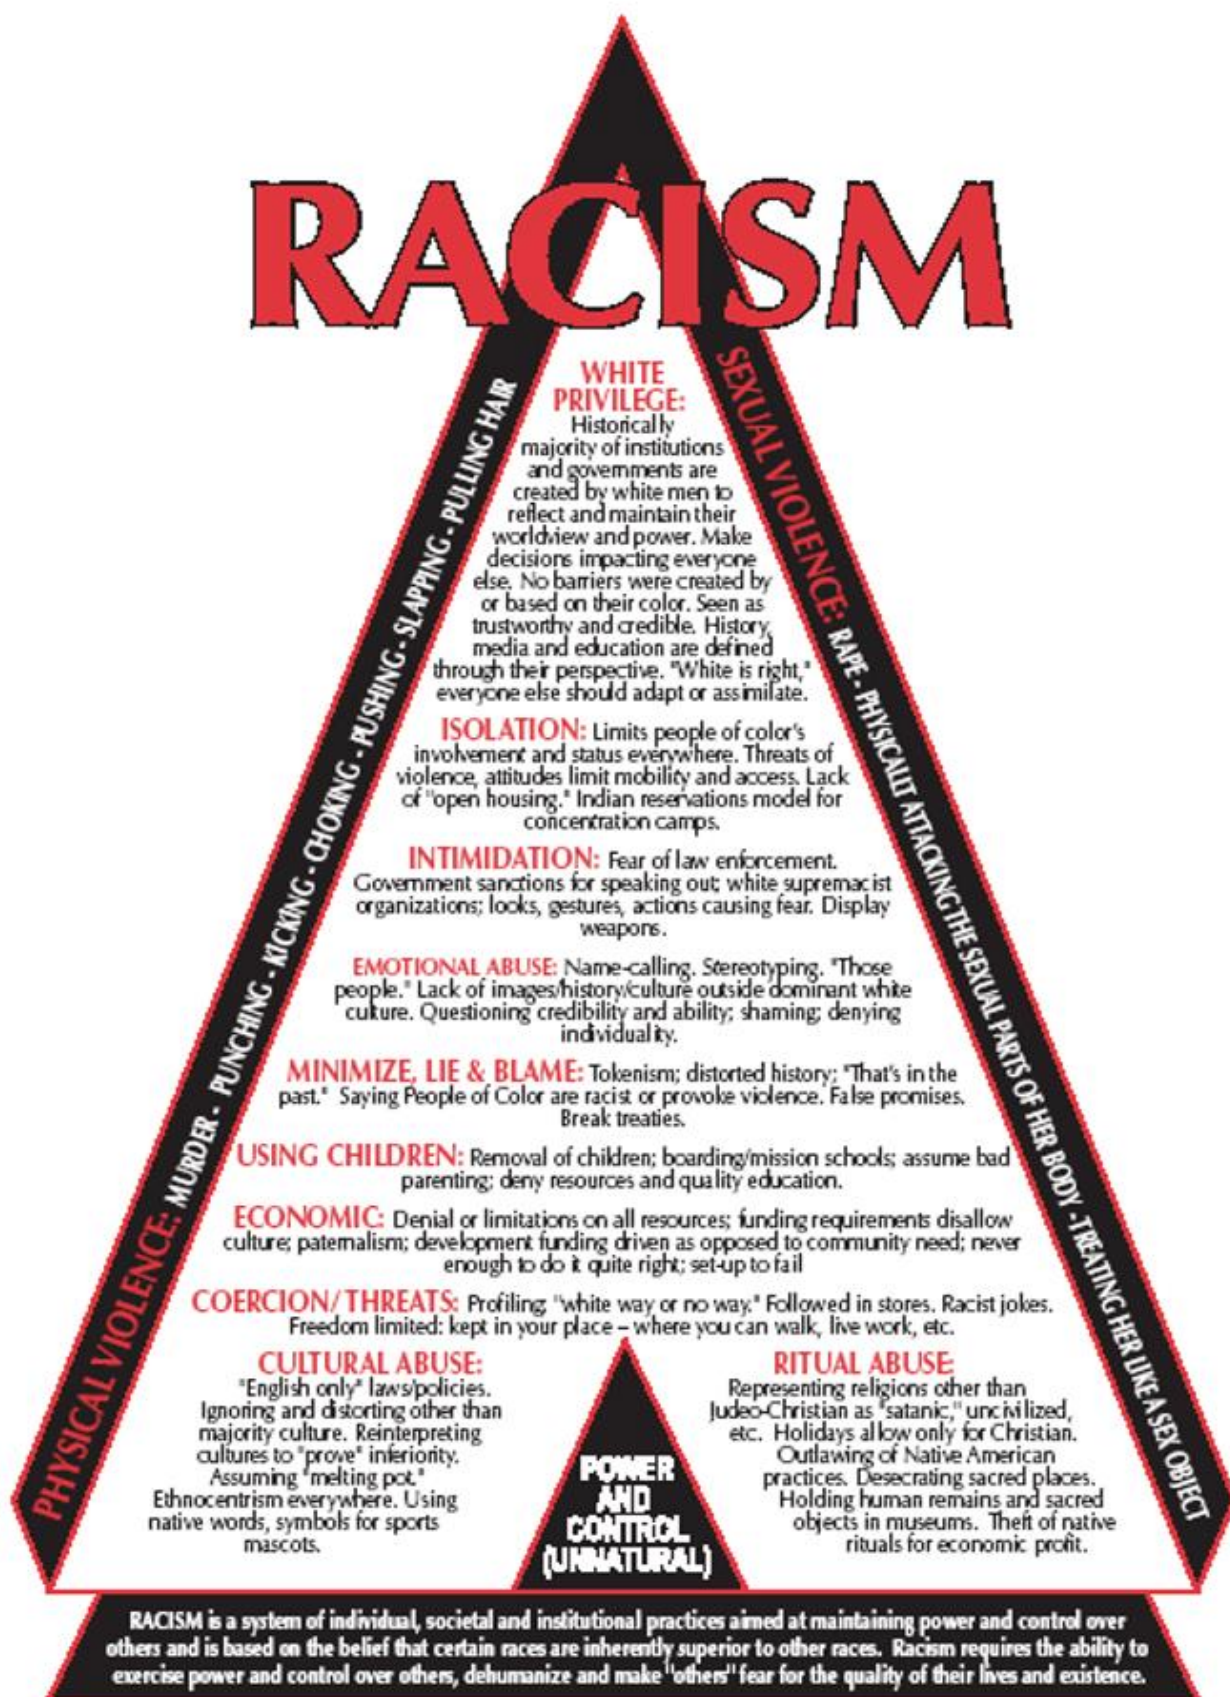 RACISM
WHITE
PRIVILEGE:
Historically
majority of institutions
and governments are
created by white men to
reflect and maintain their
worldview and power. Make
decisions impacting everyone
else. No barriers were created by
or based on their color. Seen as
trustworthy and credible. History,
media and education are defined
through their perspective. "White is right,"
everyone else should adapt or assimilate.
ISOLATION: Limits people of color's
involvement and status everywhere. Threats of
violence, attitudes limit mobility and access. Lack
of "open housing." Indian reservations model for
concentration camps.
INTIMIDATION: Fear of law enforcement.
Government sanctions for speaking out; white supremacist
organizations; looks, gestures, actions causing fear. Display
weapons.
EMOTIONAL ABUSE: Name-calling. Stereotyping. "Those
people." Lack of images/history/culture outside dominant white
culture. Questioning credibility and ability; shaming; denying
individuality.
MINIMIZE, LIE & BLAME: Tokenism; distorted history; "That's in the
past." Saying People of Color are racist or provoke violence. False promises.
Break treaties.
USING CHILDREN: Removal of children; boarding/mission schools; assume bad
parenting; deny resources and quality education.
ECONOMIC: Denial or limitations on all resources; funding requirements disallow
culture; paternalism; development funding driven as opposed to community need; never
enough to do it quite right; set-up to fail
COERCION/ THREATS: Profiling; "white way or no way." Followed in stores. Racist jokes.
Freedom limited: kept in your place – where you can walk, live work, etc.
CULTURAL ABUSE:
"English only" laws/policies.
Ignoring and distorting other than
majority culture. Reinterpreting
cultures to "prove" inferiority.
Assuming "melting pot."
Ethnocentrism everywhere. Using
native words, symbols for sports
mascots.
RITUAL ABUSE:
Representing religions other than
Judeo-Christian as "satanic," uncivilized,
etc. Holidays allow only for Christian.
Outlawing of Native American
practices. Desecrating sacred places.
Holding human remains and sacred
objects in museums. Theft of native
rituals for economic profit.
POWER
AND
CONTROL
(UNNATURAL)
PHYSICAL VIOLENCE: MURDER - PUNCHING - KICKING - CHOKING - PUSHING - SLAPPING - PULLING HAIR
SEXUAL VIOLENCE: RAPE - PHYSICALLT ATTACKING THE SEXUAL PARTS OF HER BODY - TREATING HER LIKE A SEX OBJECT
RACISM is a system of individual, societal and institutional practices aimed at maintaining power and control over
others and is based on the belief that certain races are inherently superior to other races. Racism requires the ability to
exercise power and control over others, dehumanize and make "others" fear for the quality of their lives and existence.